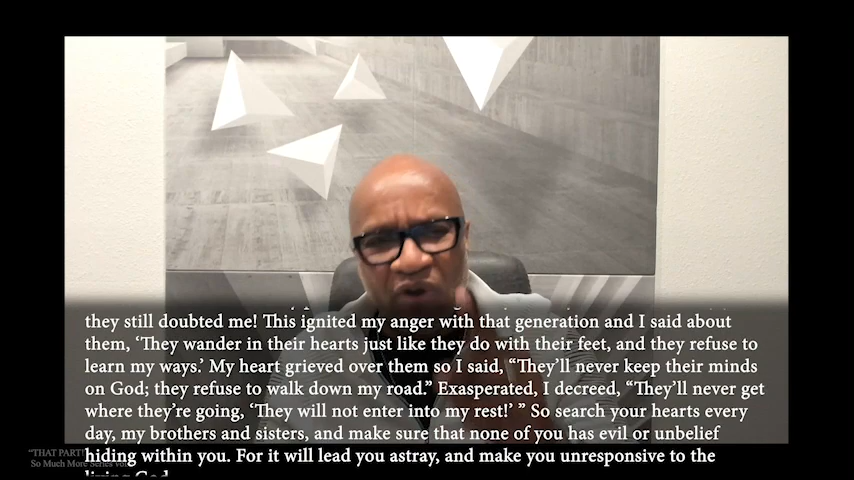 they still doubted me! This ignited my anger with that generation and I said about
them, ‘They wander in their hearts just like they do with their feet, and they refuse to
learn my ways.’ My heart grieved over them so I said, “They’ll never keep their minds
on God; they refuse to walk down my road.” Exasperated, I decreed, “They’ll never get
where they’re going, ‘They will not enter into my rest!’ ” So search your hearts every
day, my brothers and sisters, and make sure that none of you has evil or unbelief
hiding within you. For it will lead you astray, and make you unresponsive to the
living God
"THAT PART!
So Much More Series vol